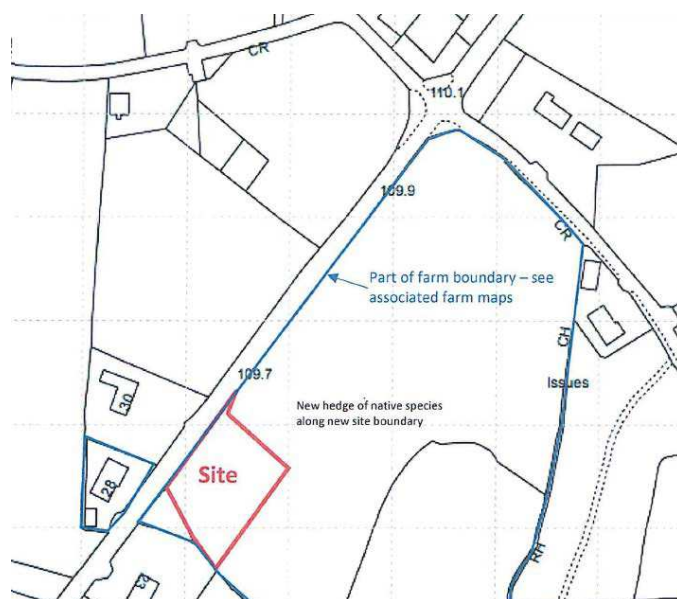 CR
110.1
109.9
CR
Part of farm boundary – see
associated farm maps
CH
109.7
Issues
30
New hedge of native species
along new site boundary
Site
28
RH
23